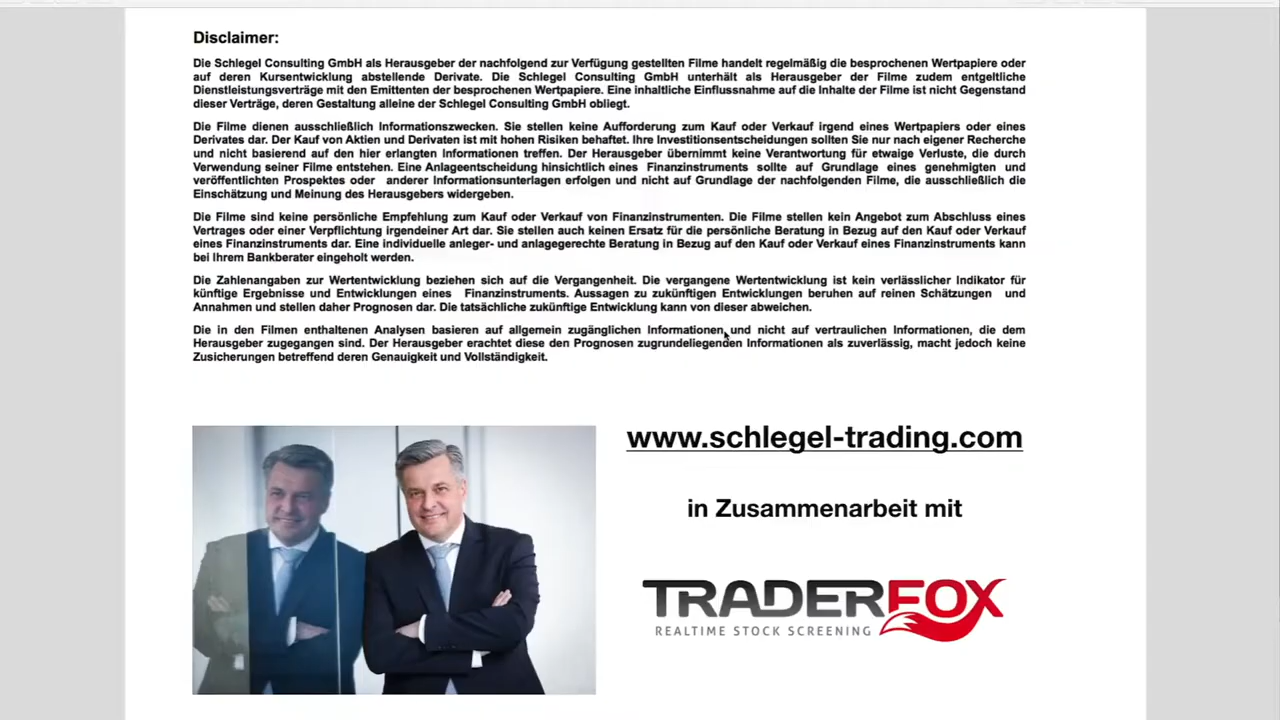 Disclaimer:
Die Schlegel Consulting GmbH als Herausgeber der nachfolgend zur Verfügung gestellten Filme handelt regelmäßig die besprochenen Wertpapiere oder
auf deren Kursentwicklung abstellende Derivate. Die Schlegel Consulting GmbH unterhält als Herausgeber der Filme zudem entgeltliche
Dienstleistungsverträge mit den Emittenten der besprochenen Wertpapiere. Eine inhaltliche Einflussnahme auf die Inhalte der Filme ist nicht Gegenstand
dieser Verträge, deren Gestaltung alleine der Schlegel Consulting GmbH obliegt.
Die Filme dienen ausschließlich Informationszwecken. Sie stellen keine Aufforderung zum Kauf oder Verkauf irgend eines Wertpapiers oder eines
Derivates dar. Der Kauf von Aktien und Derivaten ist mit hohen Risiken behaftet. Ihre Investitionsentscheidungen sollten Sie nur nach eigener Recherche
und nicht basierend auf den hier erlangten Informationen treffen. Der Herausgeber übernimmt keine Verantwortung für etwaige Verluste, die durch
Verwendung seiner Filme entstehen. Eine Anlageentscheidung hinsichtlich eines Finanzinstruments sollte auf Grundlage eines genehmigten und
veröffentlichten Prospektes oder anderer Informationsunterlagen erfolgen und nicht auf Grundlage der nachfolgenden Filme, die ausschließlich die
Einschätzung und Meinung des Herausgebers widergeben.
Die Filme sind keine persönliche Empfehlung zum Kauf oder Verkauf von Finanzinstrumenten. Die Filme stellen kein Angebot zum Abschluss eines
Vertrages oder einer Verpflichtung irgendeiner Art dar. Sie stellen auch keinen Ersatz für die persönliche Beratung in Bezug auf den Kauf oder Verkauf
eines Finanzinstruments dar. Eine individuelle anleger- und anlagegerechte Beratung in Bezug auf den Kauf oder Verkauf eines Finanzinstruments kann
bei Ihrem Bankberater eingeholt werden.
Die Zahlenangaben zur Wertentwicklung beziehen sich auf die Vergangenheit. Die vergangene Wertentwicklung ist kein verlässlicher Indikator für
künftige Ergebnisse und Entwicklungen eines Finanzinstruments. Aussagen zu zukünftigen Entwicklungen beruhen auf reinen Schätzungen und
Annahmen und stellen daher Prognosen dar. Die tatsächliche zukünftige Entwicklung kann von dieser abweichen.
Die in den Filmen enthaltenen Analysen basieren auf allgemein zugänglichen Informationen und nicht auf vertraulichen Informationen, die dem
Herausgeber zugegangen sind. Der Herausgeber erachtet diese den Prognosen zugrundeliegenden Informationen als zuverlässig, macht jedoch keine
Zusicherungen betreffend deren Genauigkeit und Vollständigkeit.
www.schlegel-trading.com
in Zusammenarbeit mit
TRADERFOX
REALTIME STOCK SCREENING